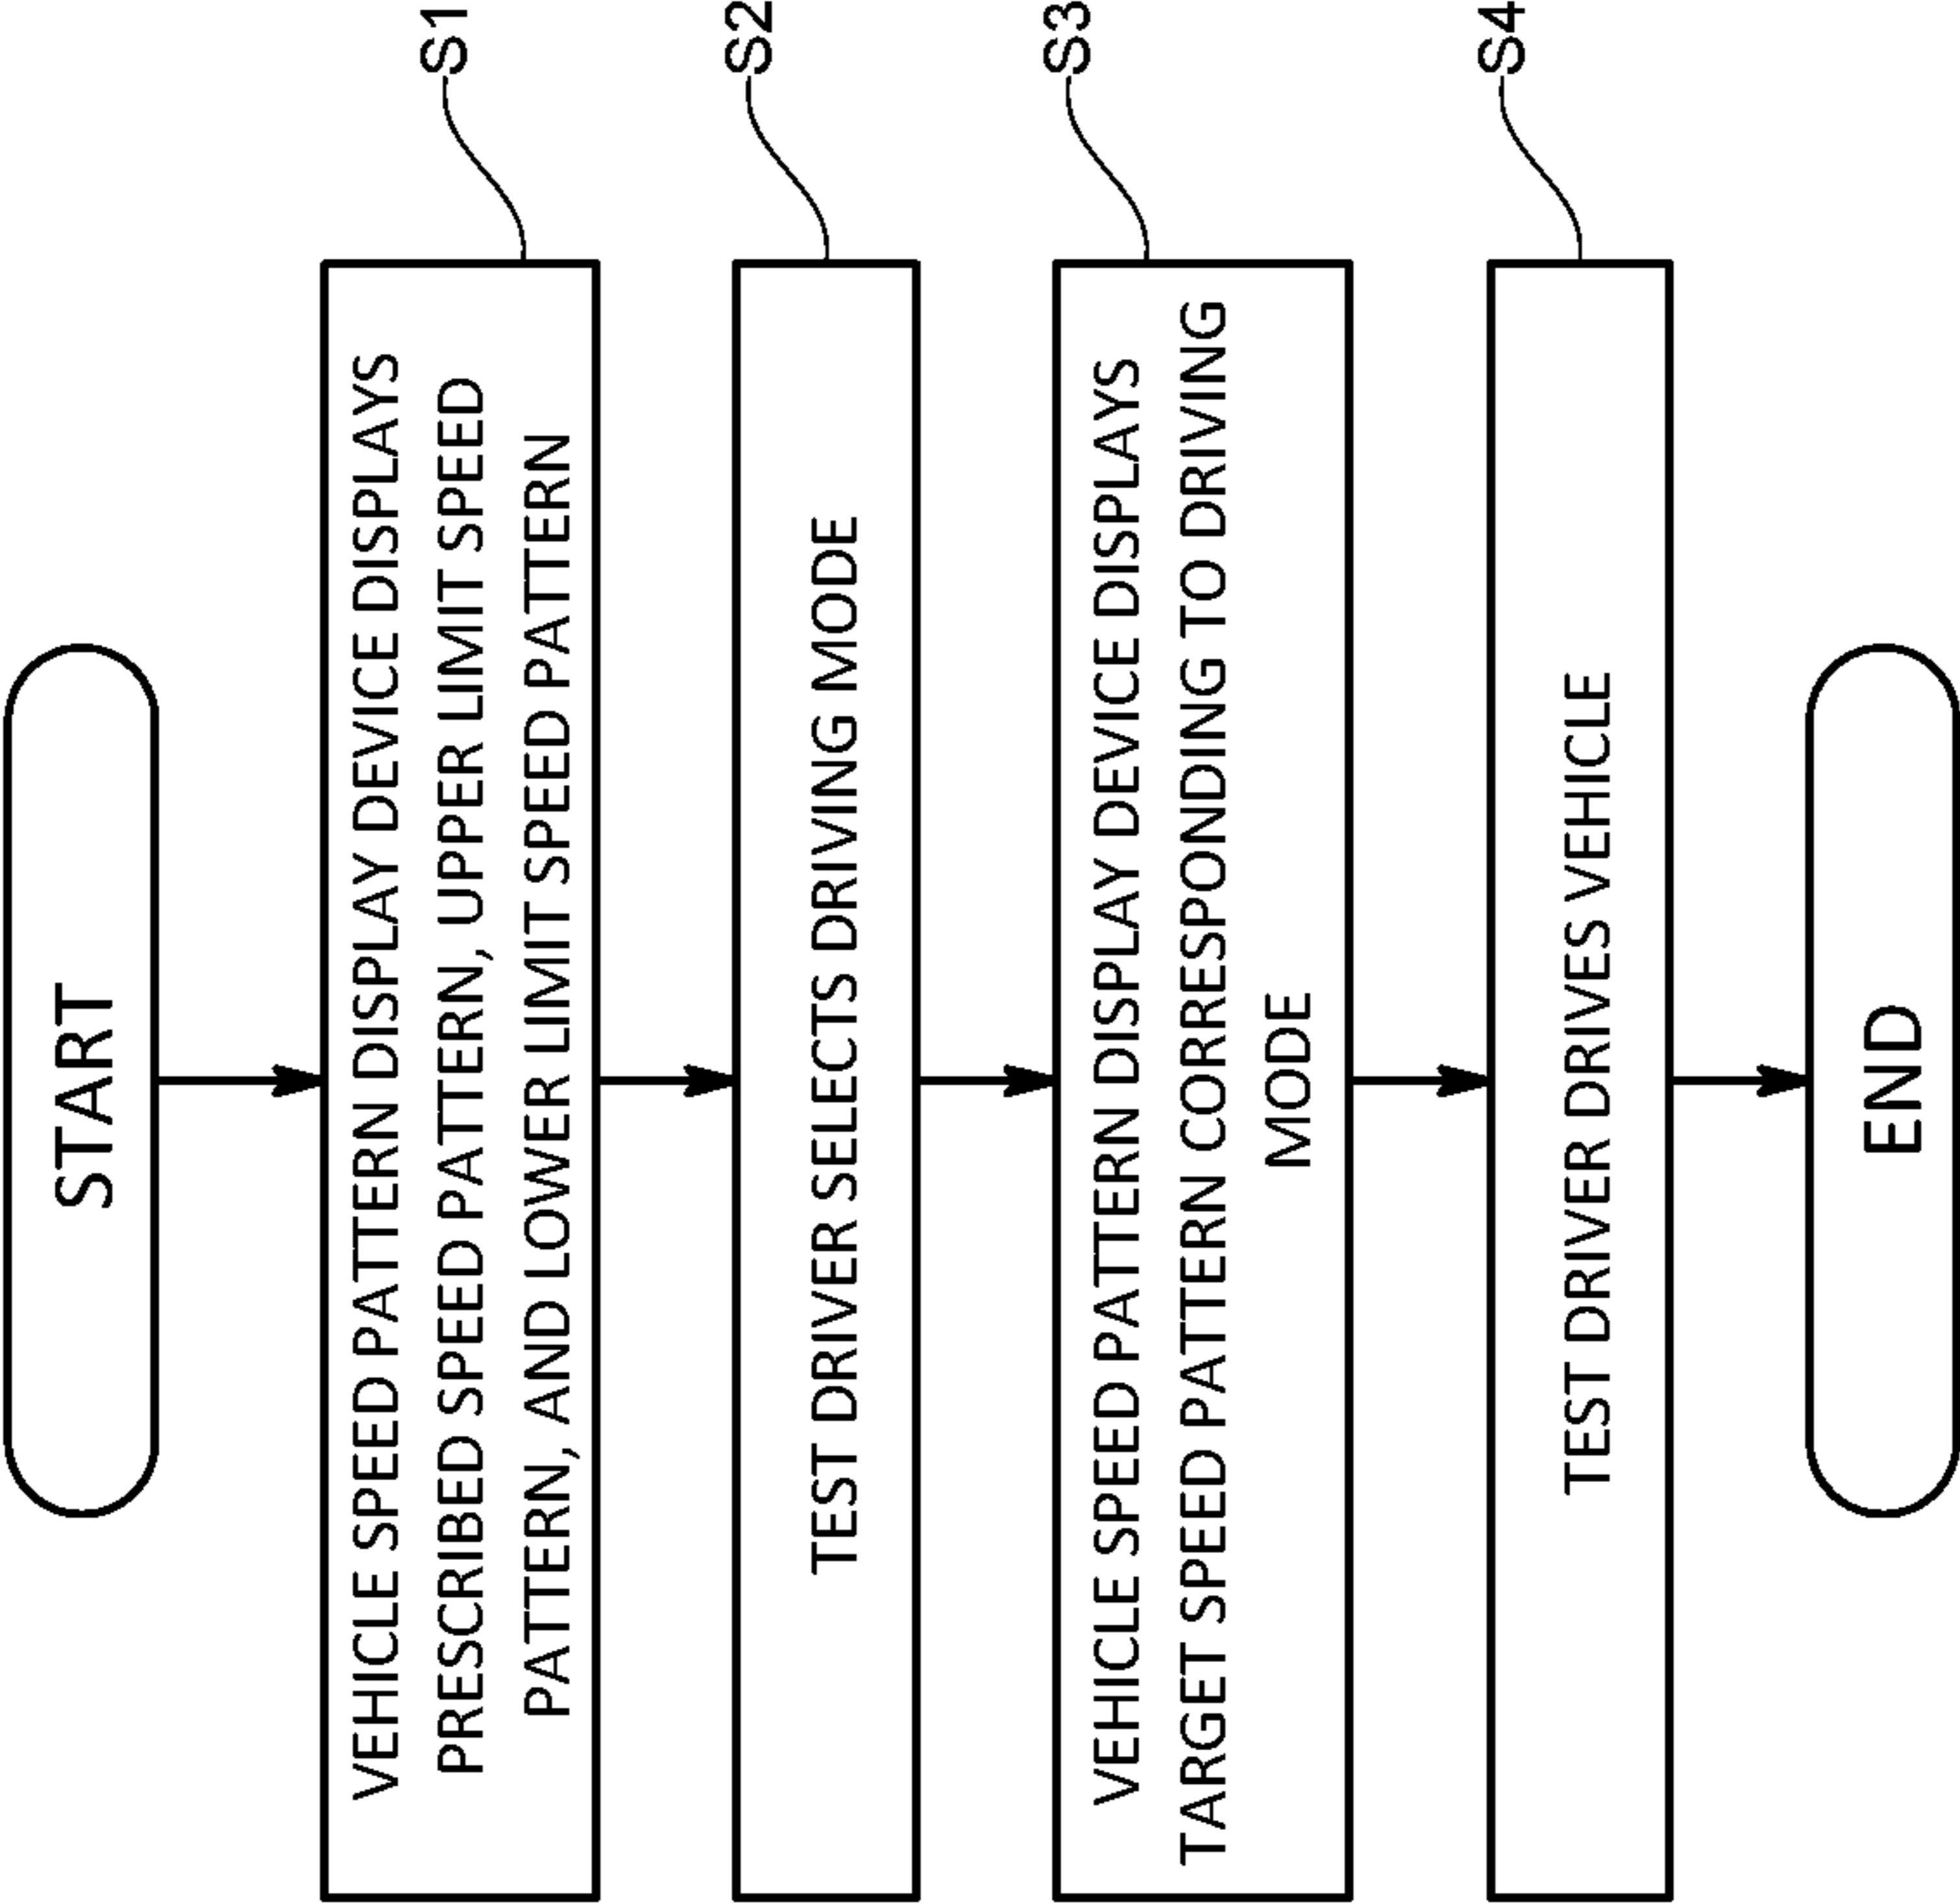 START
VEHICLE SPEED PATTERN DISPLAY DEVICE DISPLAYS
PRESCRIBED SPEED PATTERN, UPPER LIMIT SPEED
PATTERN, AND LOWER LIMIT SPEED PATTERN
S1
TEST DRIVER SELECTS DRIVING MODE
S2
VEHICLE SPEED PATTERN DISPLAY DEVICE DISPLAYS
TARGET SPEED PATTERN CORRESPONDING TO DRIVING
MODE
S3
TEST DRIVER DRIVES VEHICLE
S4
END